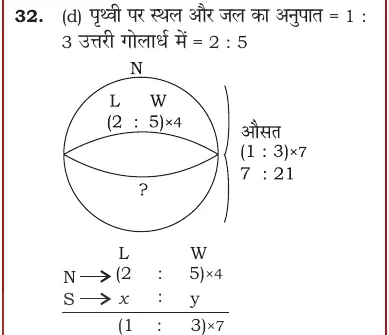 32. (d) पृथ्वी पर स्थल और जल का अनुपात = 1 :
3 उत्तरी गोलार्ध में = 2 : 5
N
L W
(2 : 5)×4
औसत
(1 : 3)×7
7 : 21
?
L W
N → (2 : 5)×4
S → x : y
(1 : 3)×7